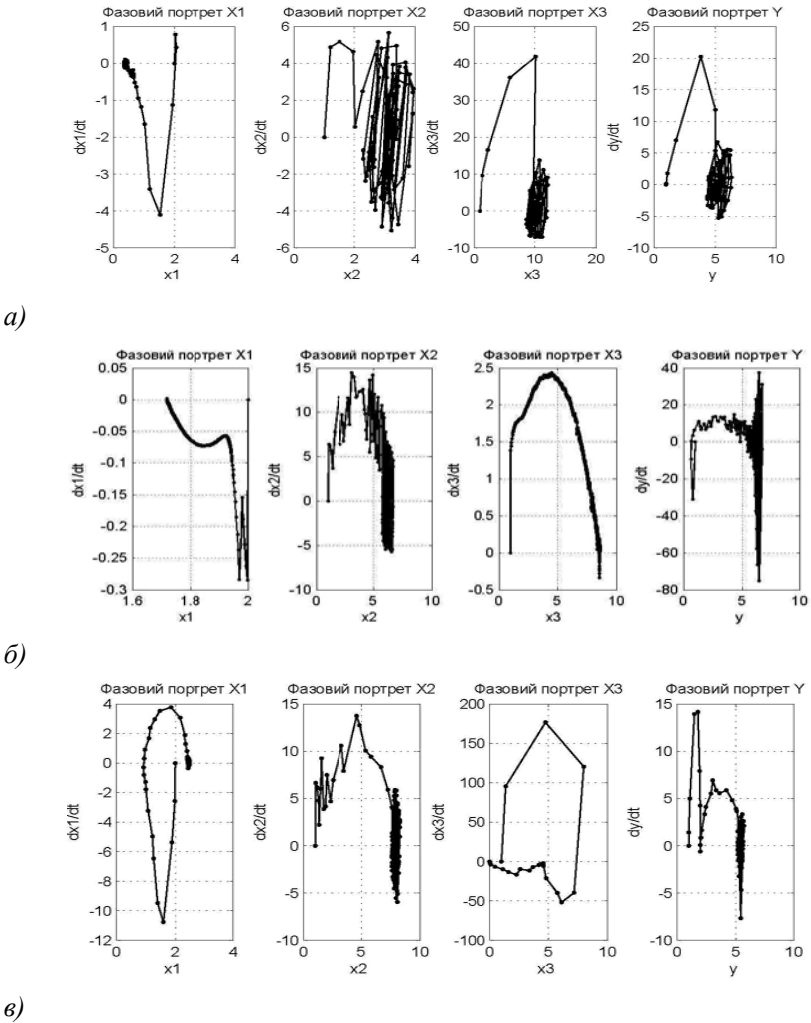 Фазовий портрет X1 Фазовий портрет X2 Фазовий портрет X3 Фазовий портрет Y
1 6 50 25
0 4 40 20
-1 2 30 15
-2 0 20 10
-3 -2 10 5
-4 -4 0 0
-5 -6 -10 -5 -10
dx1/dt dx2/dt dx3/dt dy/dt
0 2 4 0 2 4 0 10 20 0 5 10
x1 x2 x3 y
а)
Фазовий портрет X1 Фазовий портрет X2 Фазовий портрет X3 Фазовий портрет Y
0.05 15 2.5 40
0 10 2 20
-0.05 5 1.5 0
-0.1 0 1 -20
-0.15 -5 0.5 -40
-0.2 -10 0 -60
-0.25 -0.5 -80
-0.3
dx1/dt dx2/dt dx3/dt dy/dt
1.6 1.8 2 0 5 10 0 5 10 0 5 10
x1 x2 x3 y
б)
Фазовий портрет X1 Фазовий портрет X2 Фазовий портрет X3 Фазовий портрет Y
4 15 200 15
2 10 150 10
0 5 100 5
-2 0 50 0
-4 -5 0 -5
-6 -10 -50 -10
-8 -100
-10
-12
dx1/dt dx2/dt dx3/dt dy/dt
0 2 4 0 5 10 0 5 10 0 5 10
x1 x2 x3 y
в)